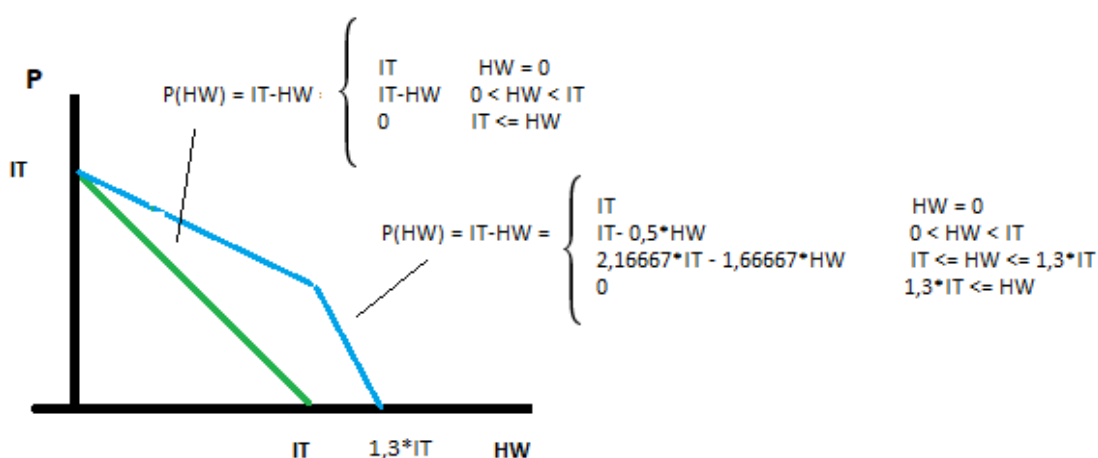 P
IT HW = 0
P(HW) = IT-HW = IT-HW 0 < HW < IT
0 IT <= HW
IT
IT HW = 0
P(HW) = IT-HW = IT- 0,5*HW 0 < HW < IT
2,16667*IT - 1,66667*HW IT <= HW <= 1,3*IT
0 1,3*IT <= HW
IT 1,3*IT HW